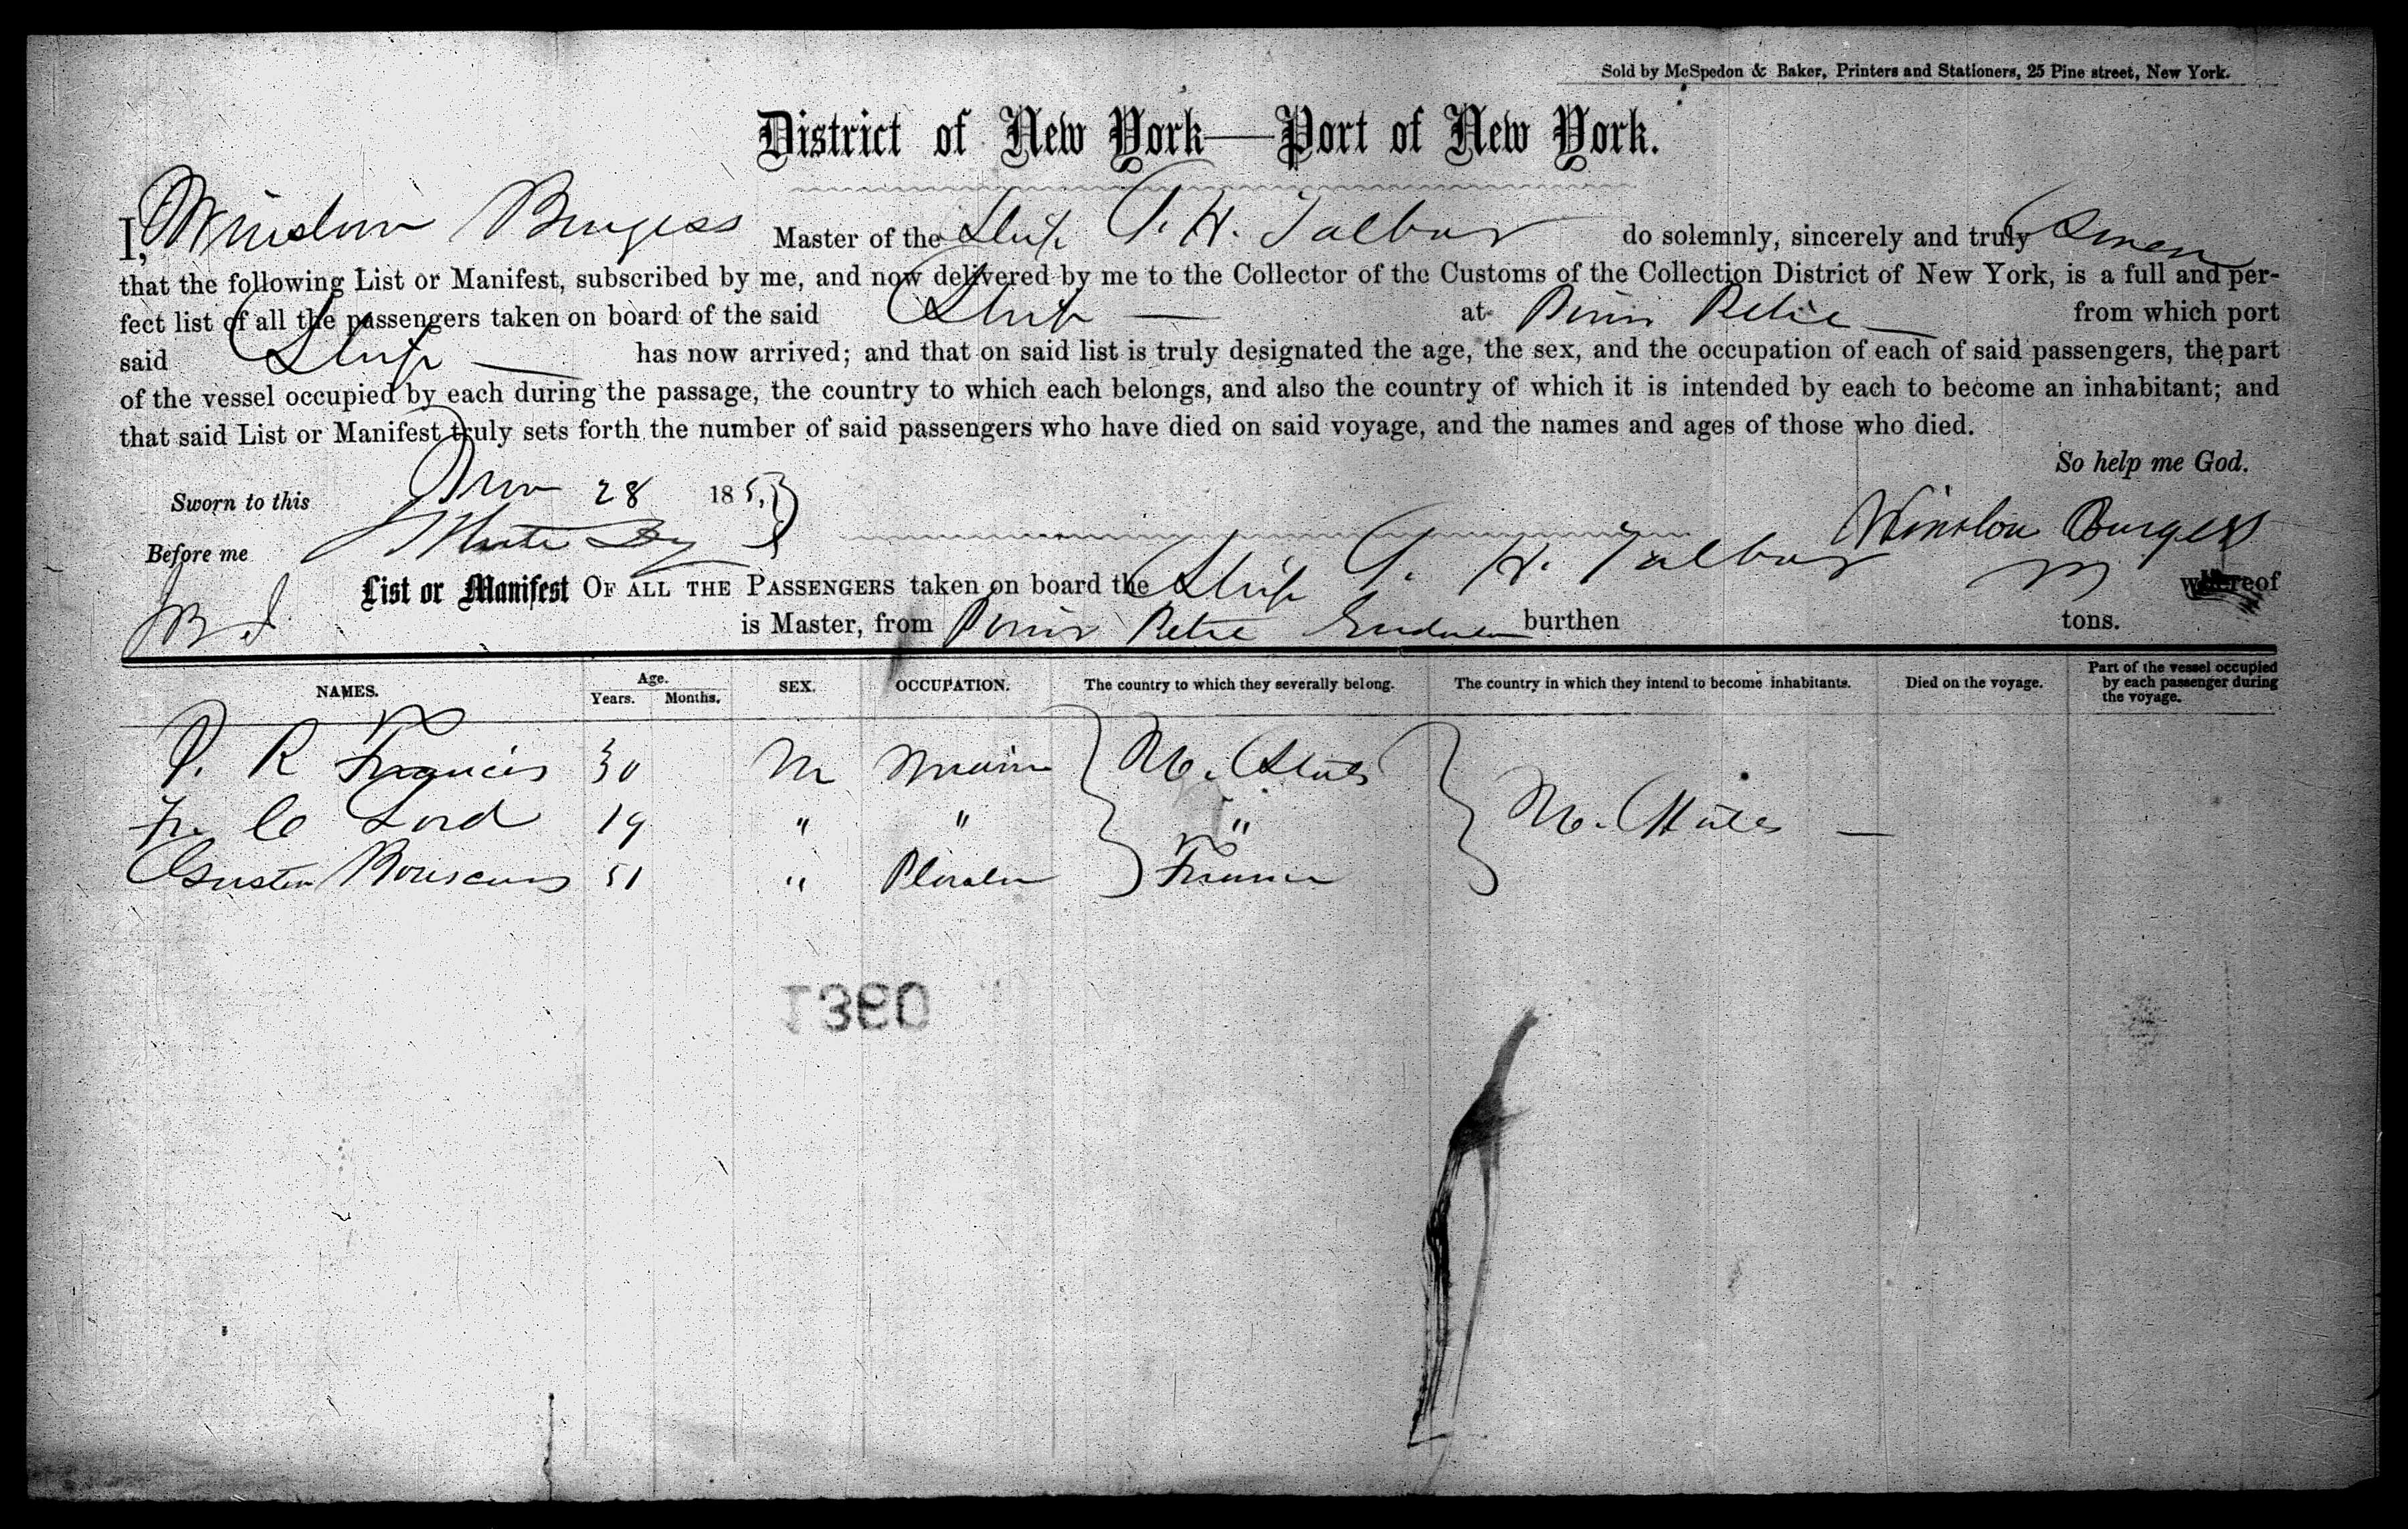 Sold by McSpedon & Baker, Printers and Stationers, 25 Pine street, New York.
District of New York—Port of New York.
I, Winslow Burgess Master of the Ship P. H. Talbot do solemnly, sincerely and truly Swear
that the following List or Manifest, subscribed by me, and now delivered by me to the Collector of the Customs of the Collection District of New York, is a full and per-
fect list of all the passengers taken on board of the said Ship — at from which port
said Ship — has now arrived; and that on said list is truly designated the age, the sex, and the occupation of each of said passengers, the part
of the vessel occupied by each during the passage, the country to which each belongs, and also the country of which it is intended by each to become an inhabitant; and
that said List or Manifest truly sets forth the number of said passengers who have died on said voyage, and the names and ages of those who died.
So help me God.
Sworn to this Nov 28 185
Before me
Winslow Burgess
List or Manifest OF ALL THE PASSENGERS taken on board the Ship H. Talbot whereof
is Master, from burthen tons.
NAMES. Age. Years. Months. SEX. OCCUPATION. The country to which they severally belong. The country in which they intend to become inhabitants. Died on the voyage. Part of the vessel occupied by each passenger during the voyage.
R Francis 30 M U. States
Lord 19 " " " U. States —
51 " France
1360